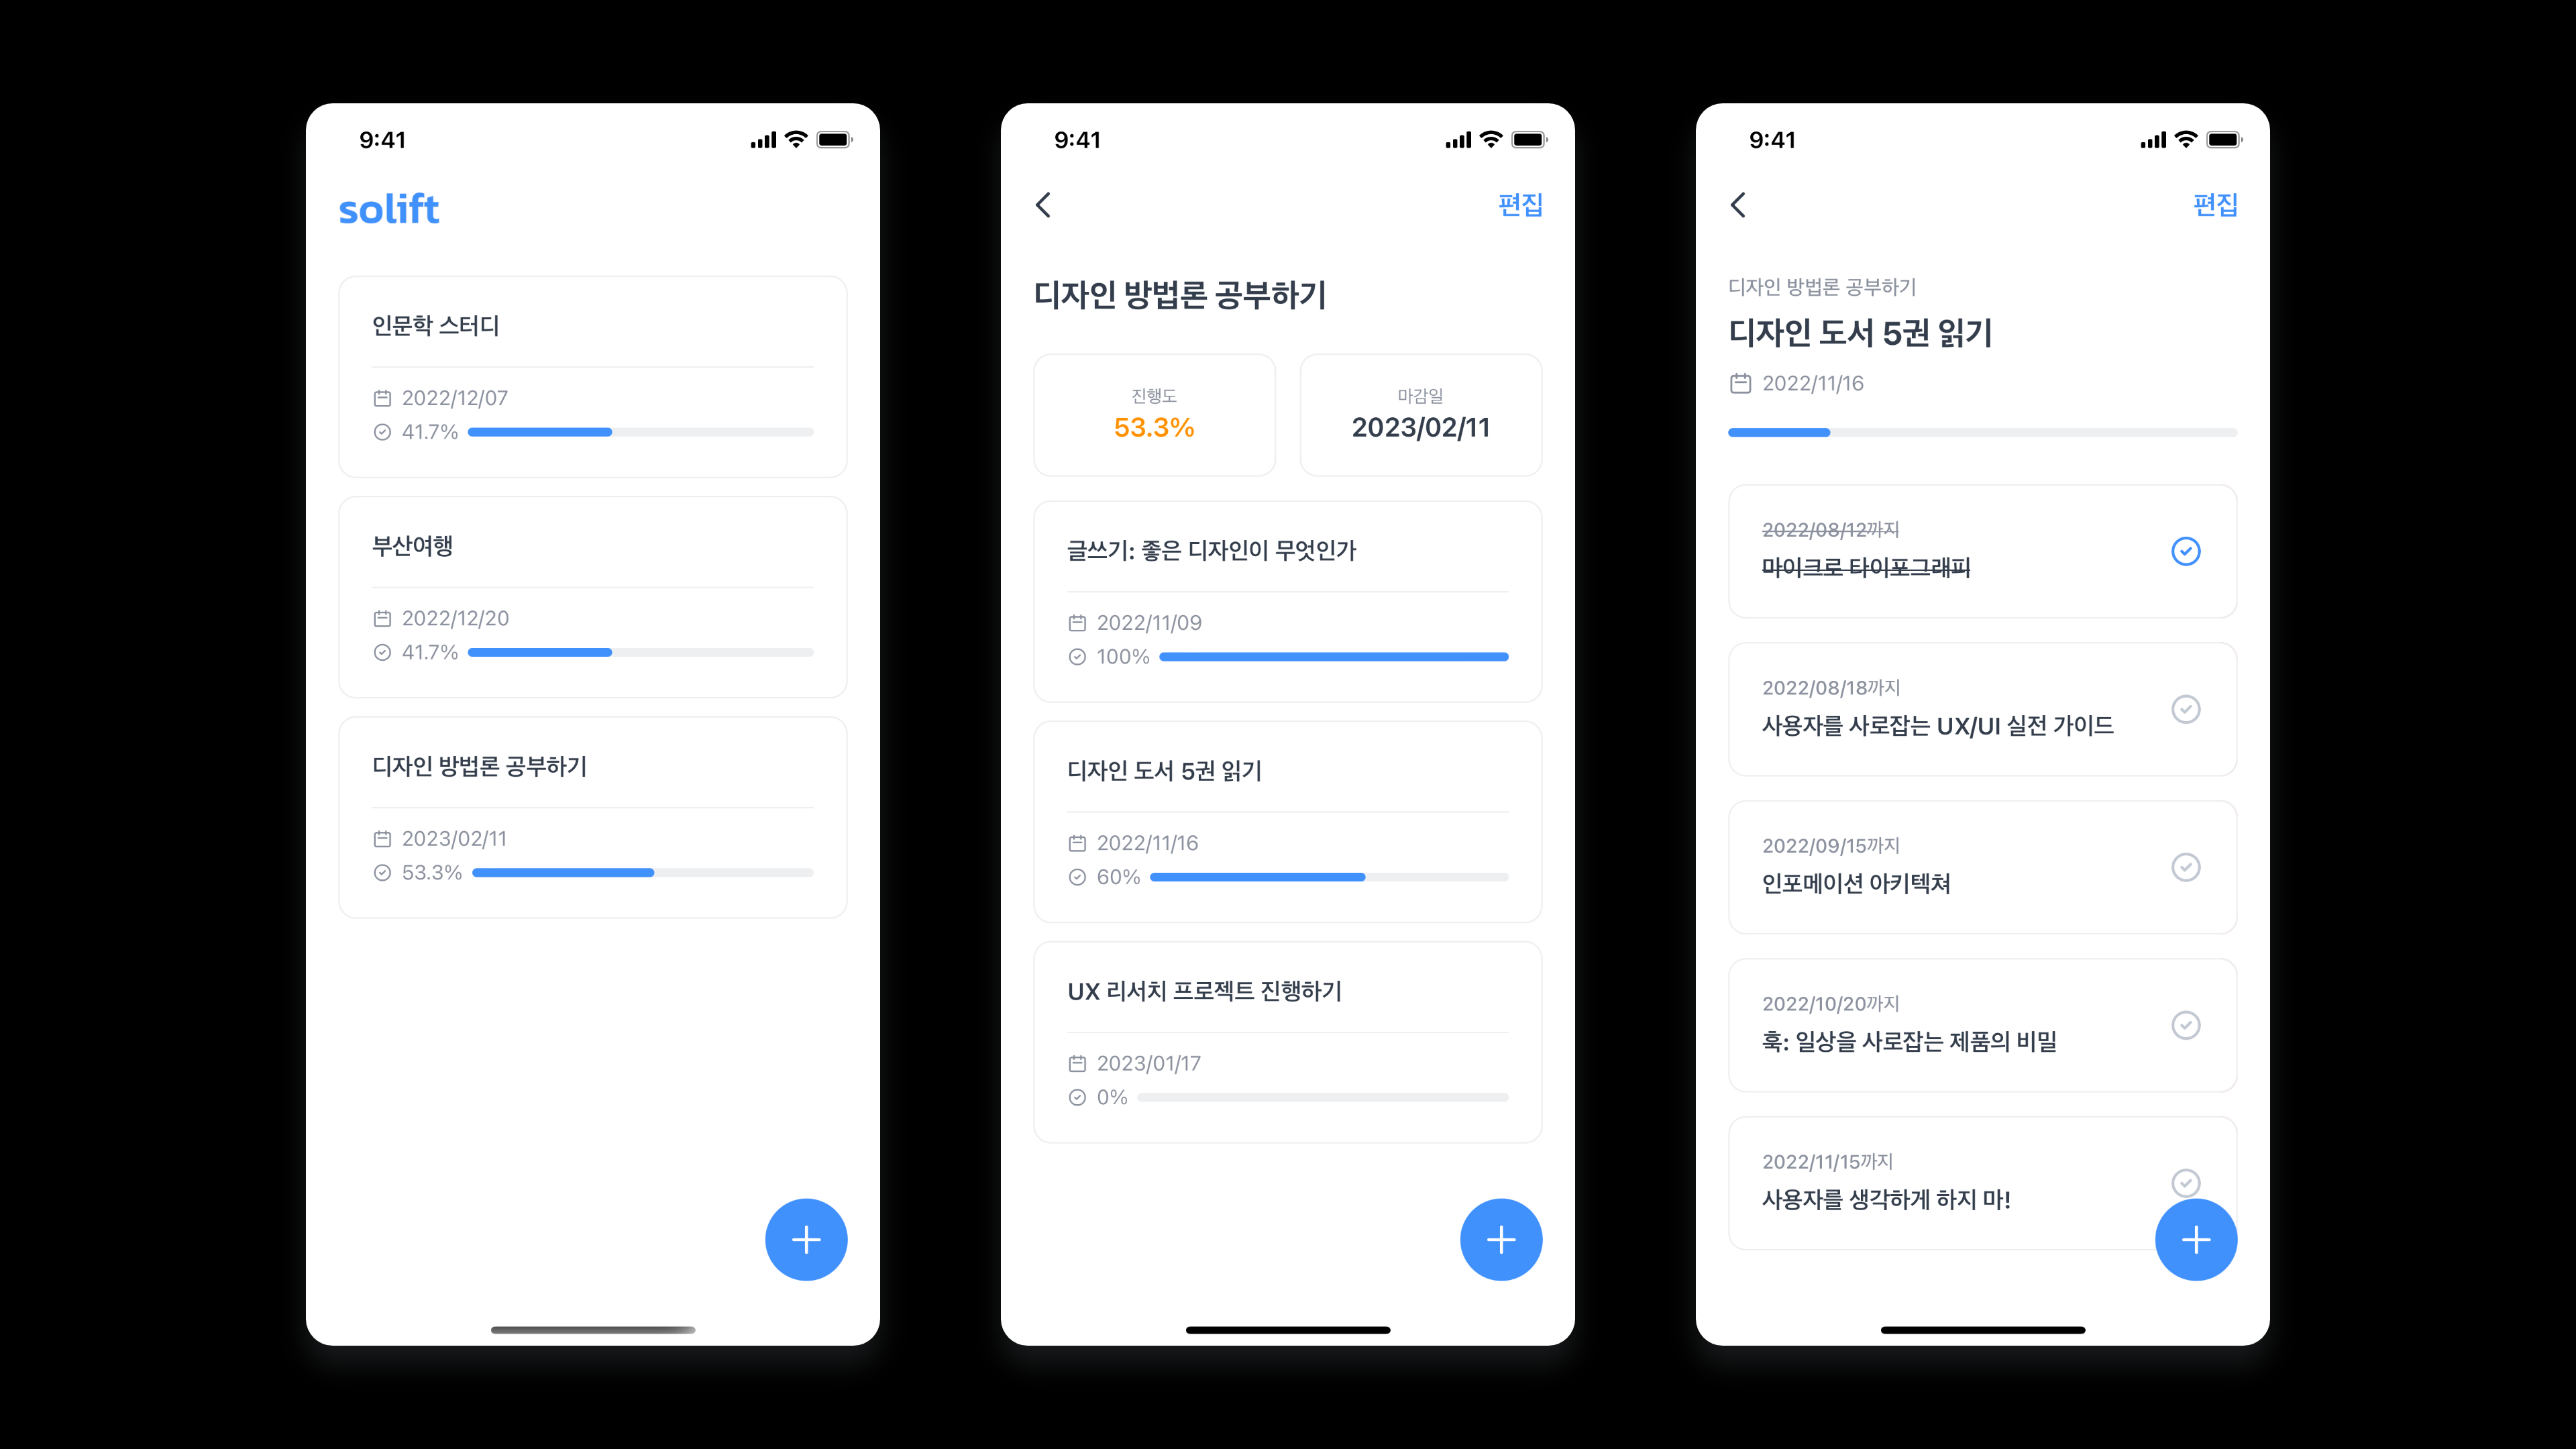 9:41
solift
인문학 스터디
2022/12/07
41.7%
부산여행
2022/12/20
41.7%
디자인 방법론 공부하기
2023/02/11
53.3%
9:41
편집
디자인 방법론 공부하기
진행도
53.3%
마감일
2023/02/11
글쓰기: 좋은 디자인이 무엇인가
2022/11/09
100%
디자인 도서 5권 읽기
2022/11/16
60%
UX 리서치 프로젝트 진행하기
2023/01/17
0%
9:41
편집
디자인 방법론 공부하기
디자인 도서 5권 읽기
2022/11/16
2022/08/12까지
마이크로 타이포그래피
2022/08/18까지
사용자를 사로잡는 UX/UI 실전 가이드
2022/09/15까지
인포메이션 아키텍쳐
2022/10/20까지
훅: 일상을 사로잡는 제품의 비밀
2022/11/15까지
사용자를 생각하게 하지 마!